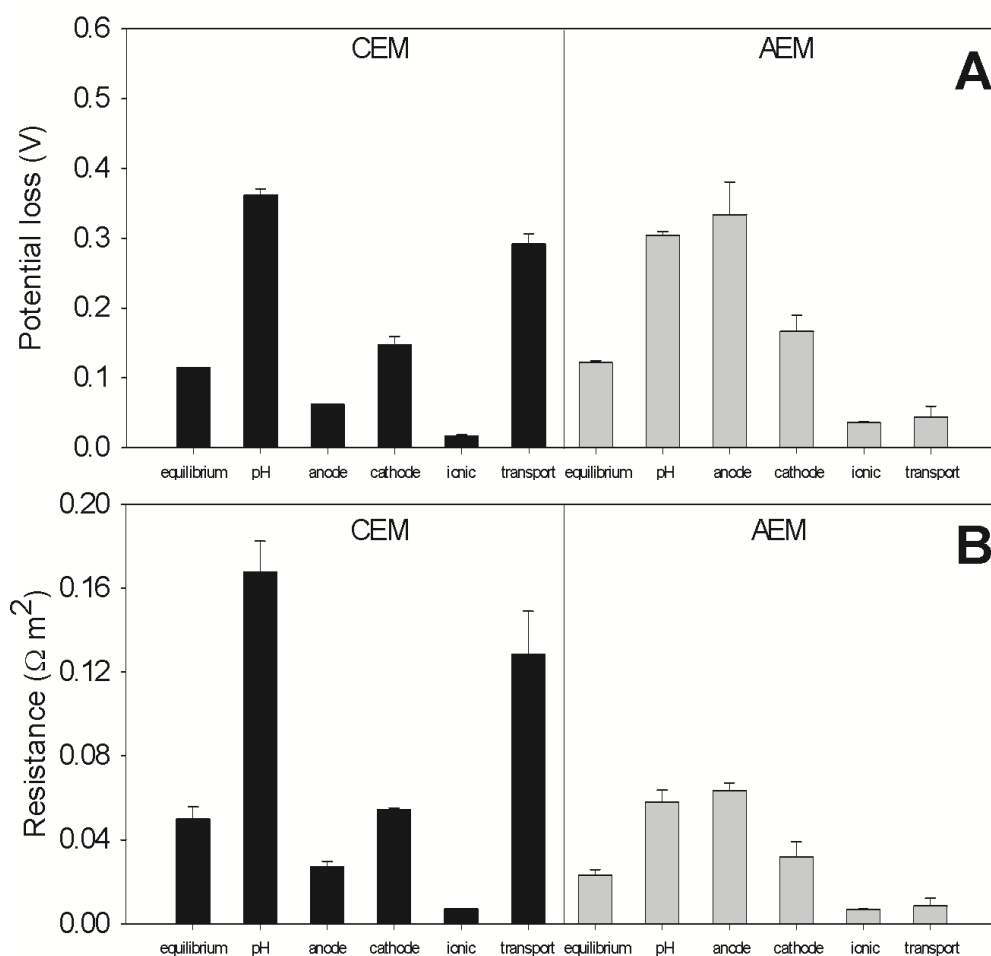 CEM AEM A
0.6
0.5
0.4
0.3
0.2
0.1
0.0
Potential loss (V)
equilibrium pH anode cathode ionic transport equilibrium pH anode cathode ionic transport
CEM AEM B
0.20
0.16
0.12
0.08
0.04
0.00
Resistance (Ω m²)
equilibrium pH anode cathode ionic transport equilibrium pH anode cathode ionic transport